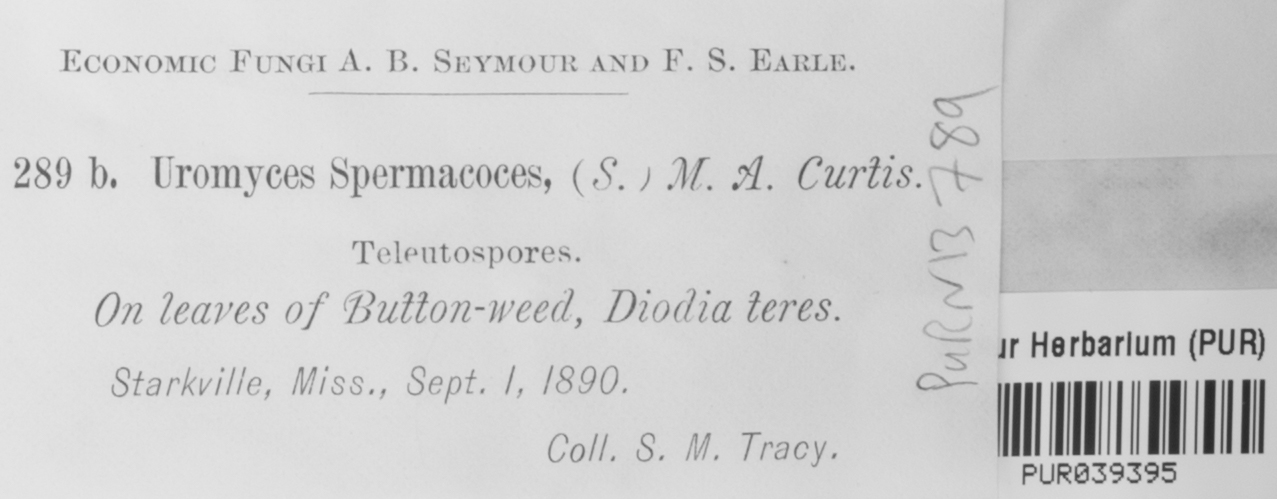 ECONOMIC FUNGI A. B. SEYMOUR AND F. S. EARLE.
289 b. Uromyces Spermacoces, (S.) M. A. Curtis.
Teleutospores.
On leaves of Button-weed, Diodia teres.
Starkville, Miss., Sept. 1, 1890.
Coll. S. M. Tracy.
PURN13789
ur Herbarium (PUR)
PUR039395